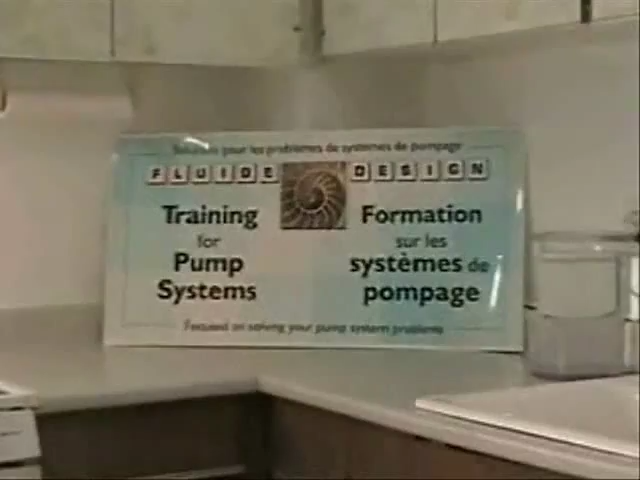 Solutions pour les problèmes de systèmes de pompage
FLUIDE DESIGN
Training
for
Pump
Systems
Formation
sur les
systèmes de
pompage
Focused on solving your pump system problems